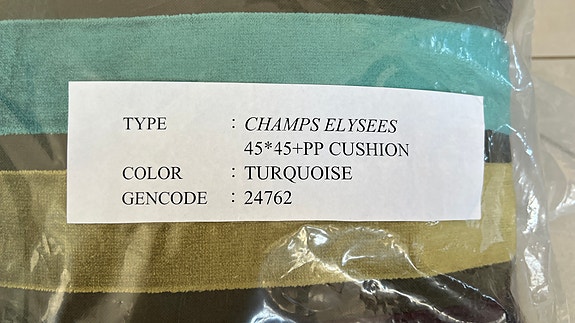 TYPE : CHAMPS ELYSEES
45*45+PP CUSHION
COLOR : TURQUOISE
GENCODE : 24762